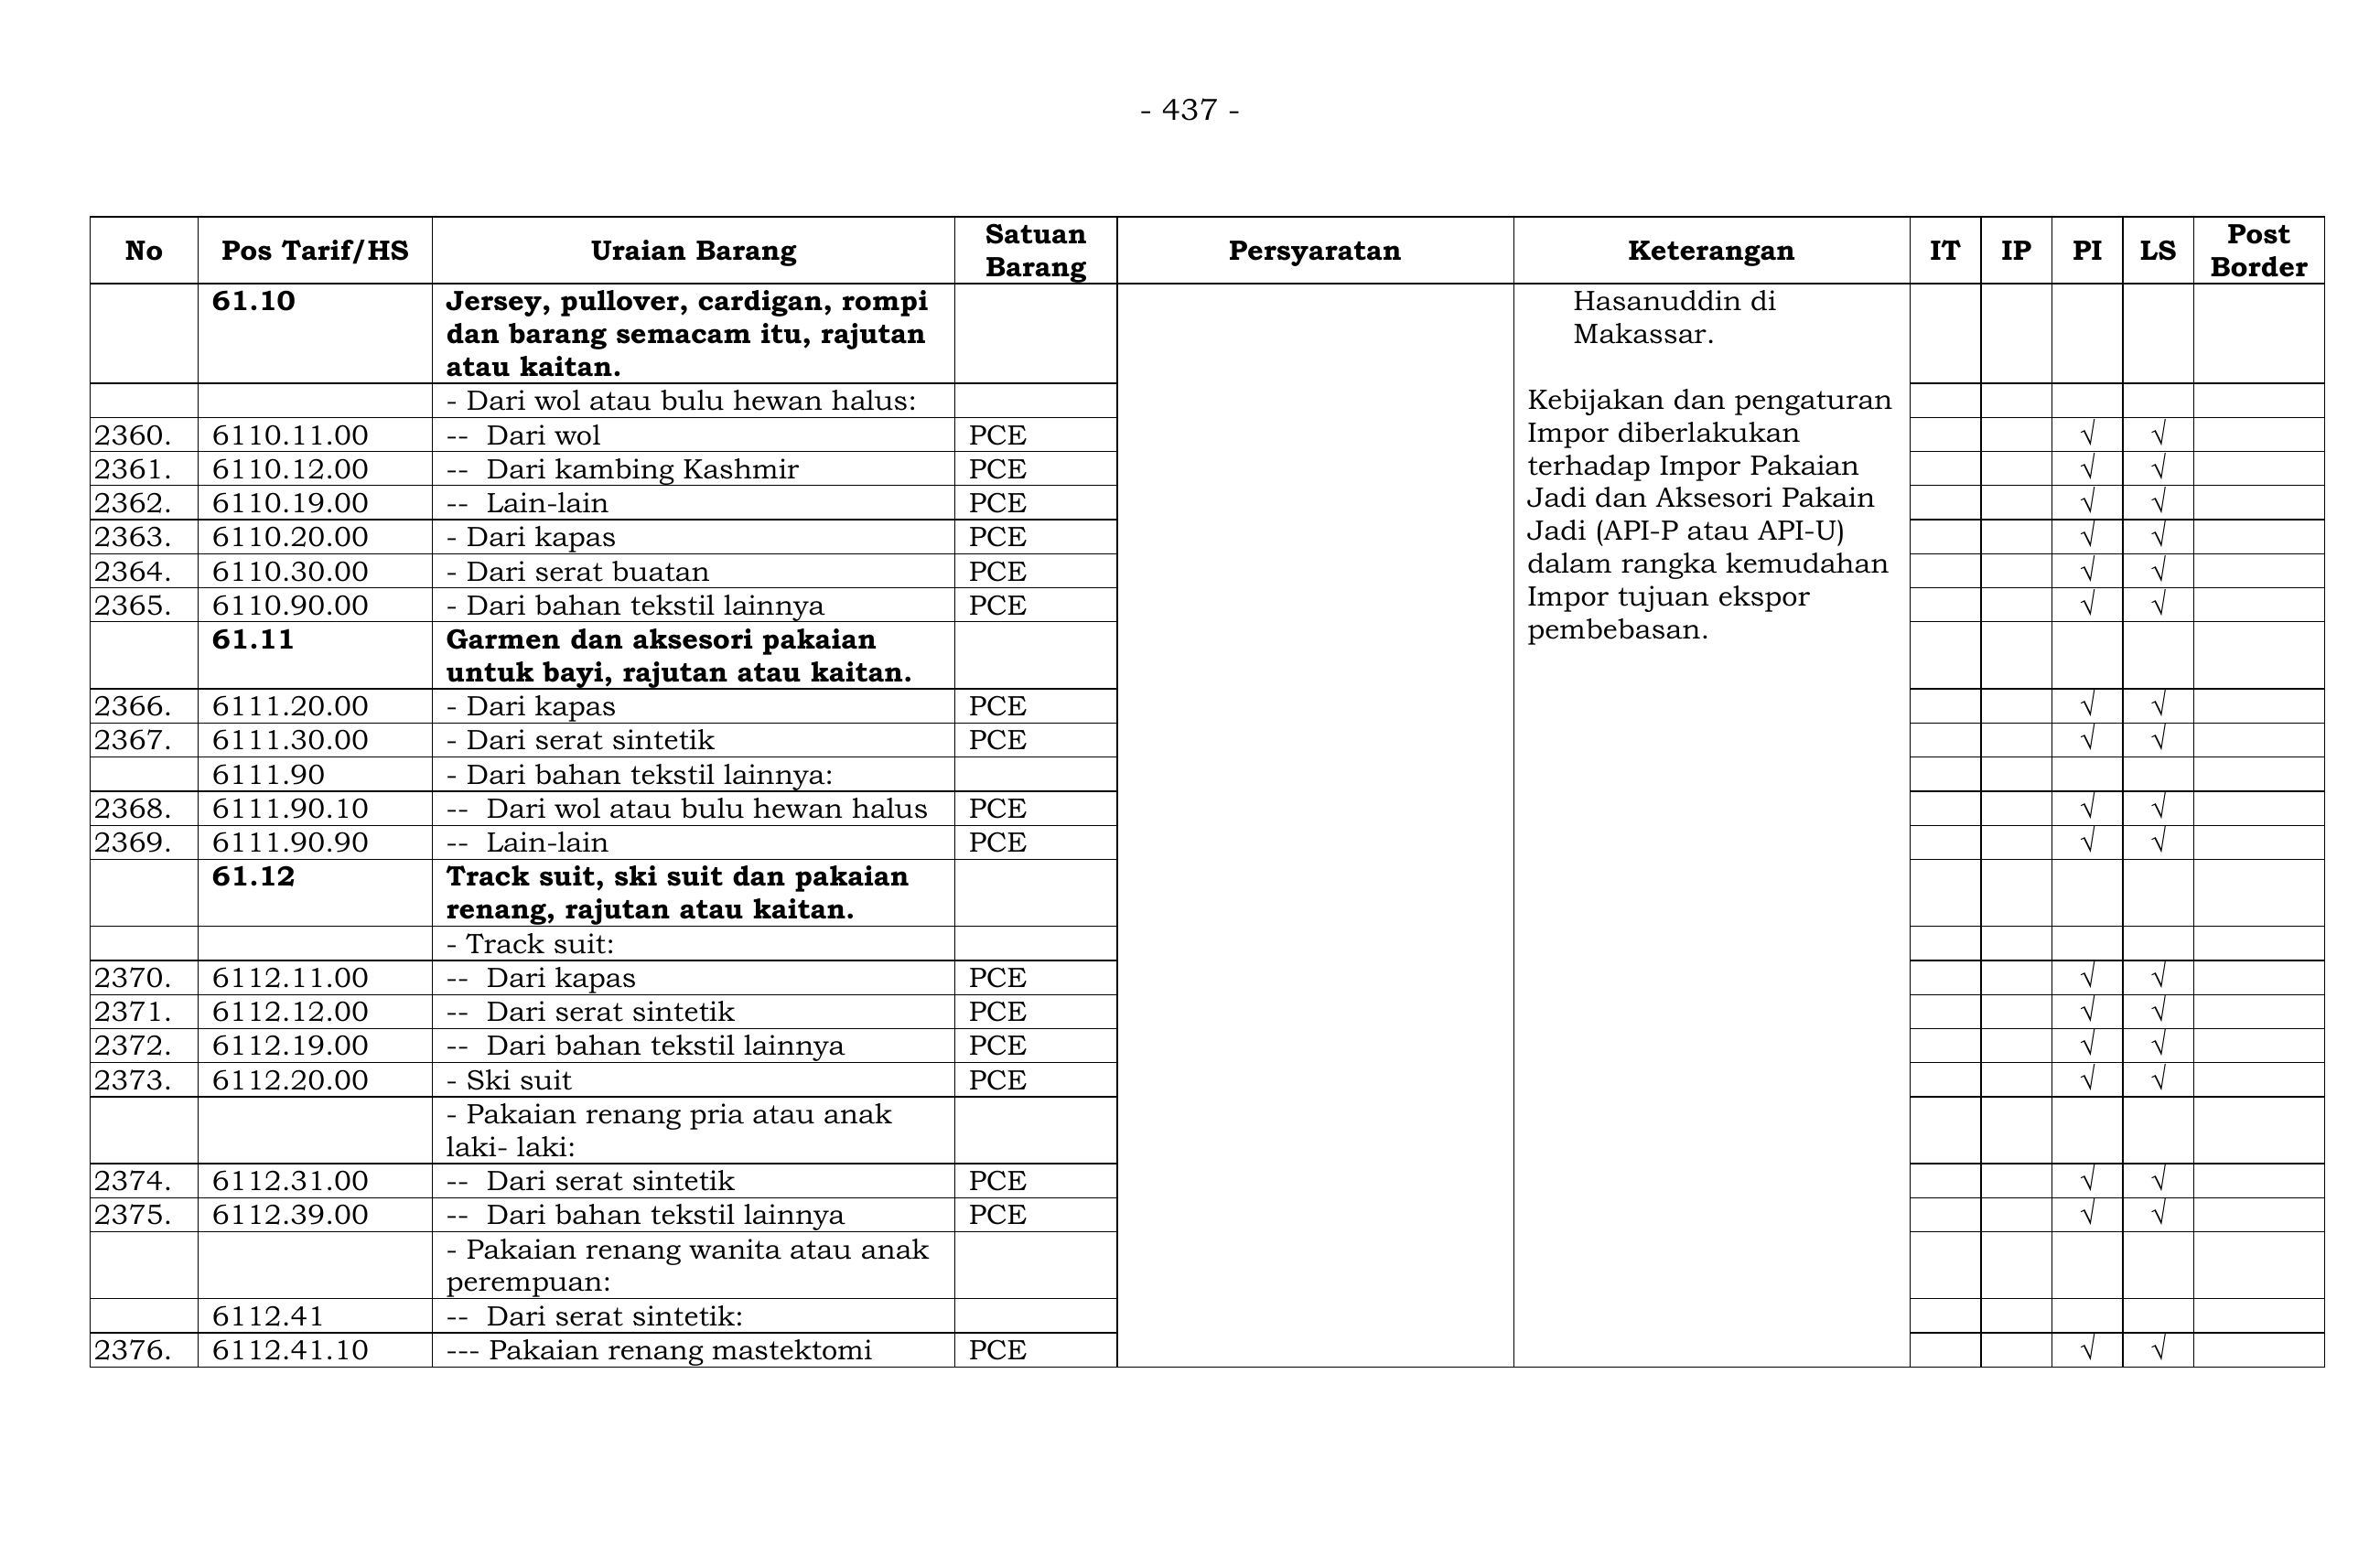 - 437 -
No Pos Tarif/HS Uraian Barang Satuan Barang Persyaratan Keterangan IT IP PI LS Post Border
61.10 Jersey, pullover, cardigan, rompi
dan barang semacam itu, rajutan
atau kaitan.
Hasanuddin di
Makassar.
Kebijakan dan pengaturan
Impor diberlakukan
terhadap Impor Pakaian
Jadi dan Aksesori Pakain
Jadi (API-P atau API-U)
dalam rangka kemudahan
Impor tujuan ekspor
pembebasan.
- Dari wol atau bulu hewan halus:
2360. 6110.11.00 -- Dari wol PCE √ √
2361. 6110.12.00 -- Dari kambing Kashmir PCE √ √
2362. 6110.19.00 -- Lain-lain PCE √ √
2363. 6110.20.00 - Dari kapas PCE √ √
2364. 6110.30.00 - Dari serat buatan PCE √ √
2365. 6110.90.00 - Dari bahan tekstil lainnya PCE √ √
61.11 Garmen dan aksesori pakaian
untuk bayi, rajutan atau kaitan.
2366. 6111.20.00 - Dari kapas PCE √ √
2367. 6111.30.00 - Dari serat sintetik PCE √ √
6111.90 - Dari bahan tekstil lainnya:
2368. 6111.90.10 -- Dari wol atau bulu hewan halus PCE √ √
2369. 6111.90.90 -- Lain-lain PCE √ √
61.12 Track suit, ski suit dan pakaian
renang, rajutan atau kaitan.
- Track suit:
2370. 6112.11.00 -- Dari kapas PCE √ √
2371. 6112.12.00 -- Dari serat sintetik PCE √ √
2372. 6112.19.00 -- Dari bahan tekstil lainnya PCE √ √
2373. 6112.20.00 - Ski suit PCE √ √
- Pakaian renang pria atau anak
laki- laki:
2374. 6112.31.00 -- Dari serat sintetik PCE √ √
2375. 6112.39.00 -- Dari bahan tekstil lainnya PCE √ √
- Pakaian renang wanita atau anak
perempuan:
6112.41 -- Dari serat sintetik:
2376. 6112.41.10 --- Pakaian renang mastektomi PCE √ √